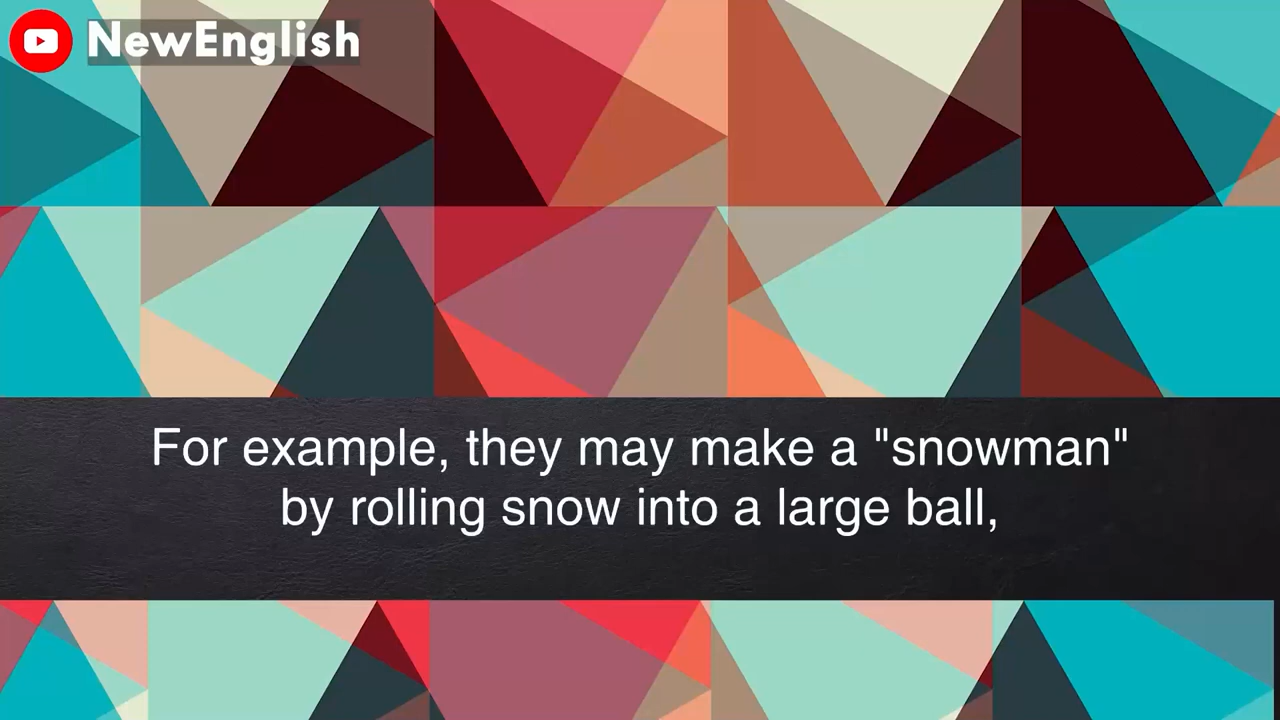 NewEnglish
For example, they may make a "snowman"
by rolling snow into a large ball,